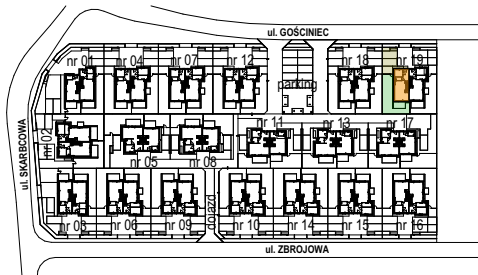 ul. GOŚCINIEC
nr 01
nr 04
nr 07
nr 12
nr 18
nr 19
parking
ul. SKARBCOWA
nr 02
nr 05
nr 08
nr 11
nr 13
nr 17
nr 03
nr 06
nr 09
dojazd
nr 10
nr 14
nr 15
nr 16
ul. ZBROJOWA